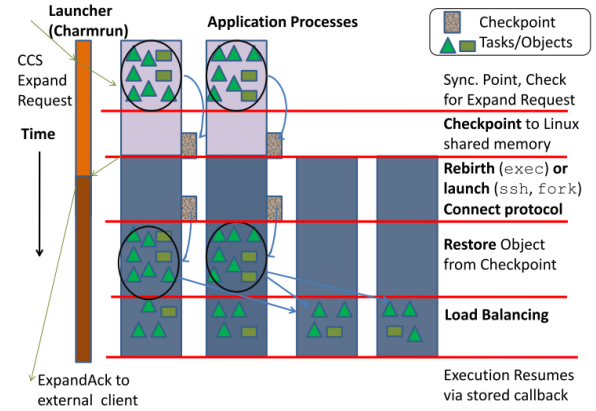 Launcher
(Charmrun)
Application Processes
Checkpoint
Tasks/Objects
CCS
Expand
Request
Time
Sync. Point, Check
for Expand Request
Checkpoint to Linux
shared memory
Rebirth (exec) or
launch (ssh, fork)
Connect protocol
Restore Object
from Checkpoint
Load Balancing
ExpandAck to
external client
Execution Resumes
via stored callback